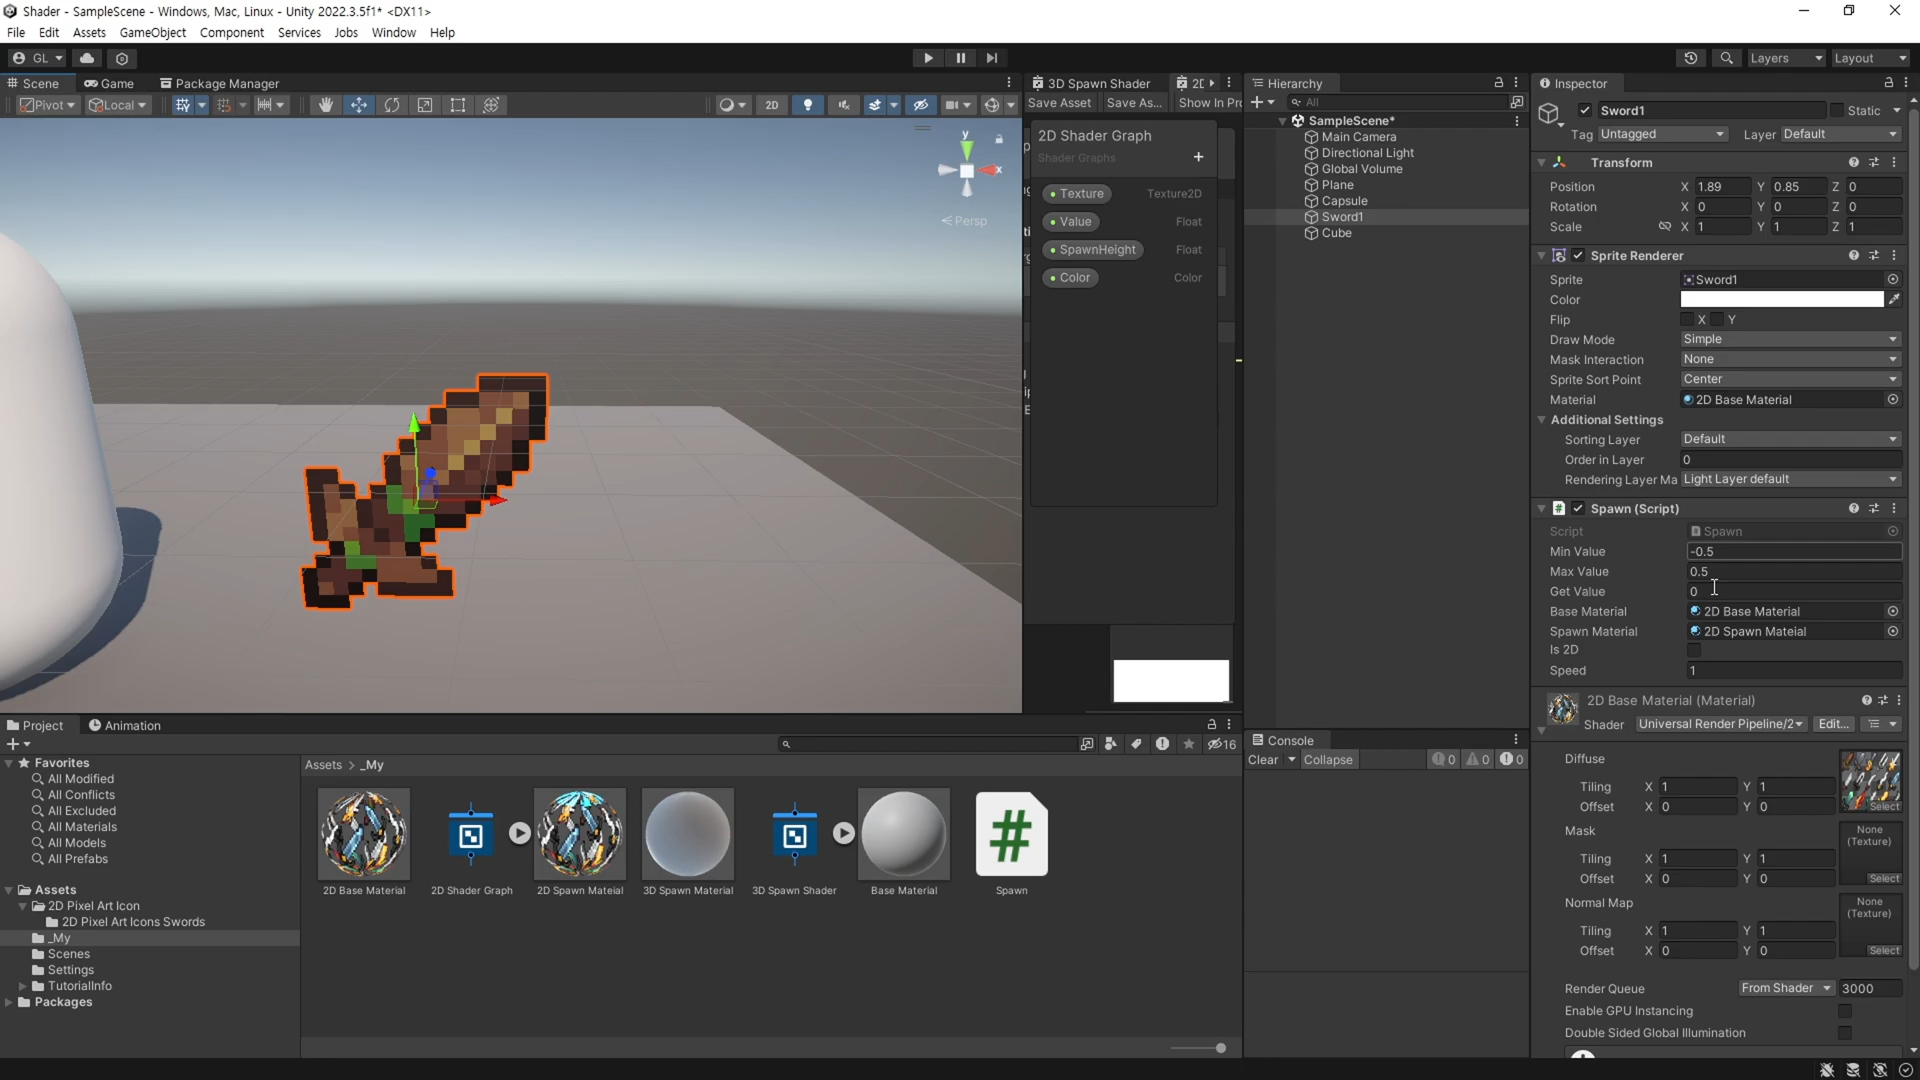 Shader - SampleScene - Windows, Mac, Linux - Unity 2022.3.5f1* <DX11>
File Edit Assets GameObject Component Services Jobs Window Help
GL Layers Layout
Scene Game Package Manager
Pivot Local 2D
y
x
Persp
3D Spawn Shader 2D
Save Asset Save As... Show In Pr
2D Shader Graph
Shader Graphs
Texture Texture2D
Value Float
SpawnHeight Float
Color Color
Hierarchy
All
SampleScene*
Main Camera
Directional Light
Global Volume
Plane
Capsule
Sword1
Cube
Inspector
Sword1 Static
Tag Untagged Layer Default
Transform
Position X 1.89 Y 0.85 Z 0
Rotation X 0 Y 0 Z 0
Scale X 1 Y 1 Z 1
Sprite Renderer
Sprite Sword1
Color
Flip X Y
Draw Mode Simple
Mask Interaction None
Sprite Sort Point Center
Material 2D Base Material
Additional Settings
Sorting Layer Default
Order in Layer 0
Rendering Layer Ma Light Layer default
# Spawn (Script)
Script Spawn
Min Value -0.5
Max Value 0.5
Get Value 0
Base Material 2D Base Material
Spawn Material 2D Spawn Mateial
Is 2D
Speed 1
2D Base Material (Material)
Shader Universal Render Pipeline/2 Edit...
Diffuse
Tiling X 1 Y 1
Offset X 0 Y 0
Select
Mask
None
(Texture)
Tiling X 1 Y 1
Offset X 0 Y 0
Select
Normal Map
None
(Texture)
Tiling X 1 Y 1
Offset X 0 Y 0
Select
Render Queue From Shader 3000
Enable GPU Instancing
Double Sided Global Illumination
Project Animation
16
Favorites
All Modified
All Conflicts
All Excluded
All Materials
All Models
All Prefabs
Assets
2D Pixel Art Icon
2D Pixel Art Icons Swords
_My
Scenes
Settings
TutorialInfo
Packages
Assets > _My
#
2D Base Material 2D Shader Graph 2D Spawn Mateial 3D Spawn Material 3D Spawn Shader Base Material Spawn
Console
Clear Collapse 0 0 0